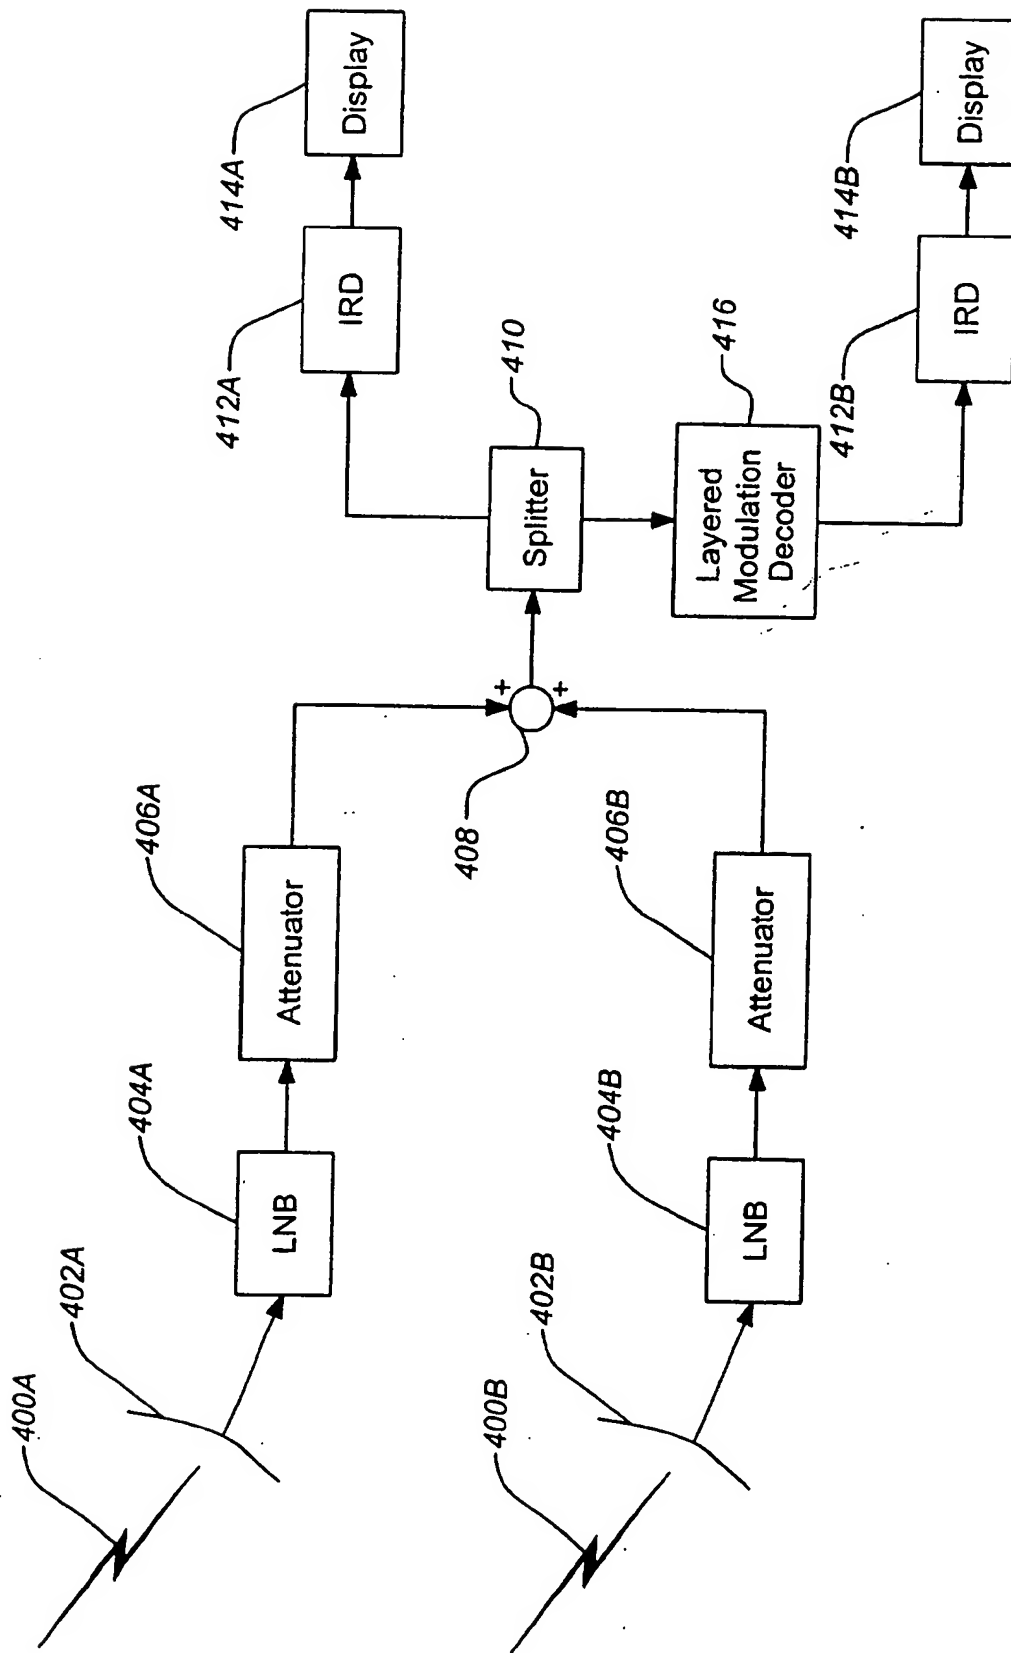 400A
402A
404A
LNB
406A
Attenuator
400B
402B
404B
LNB
406B
Attenuator
408
+
+
410
Splitter
412A
IRD
414A
Display
416
Layered
Modulation
Decoder
412B
IRD
414B
Display